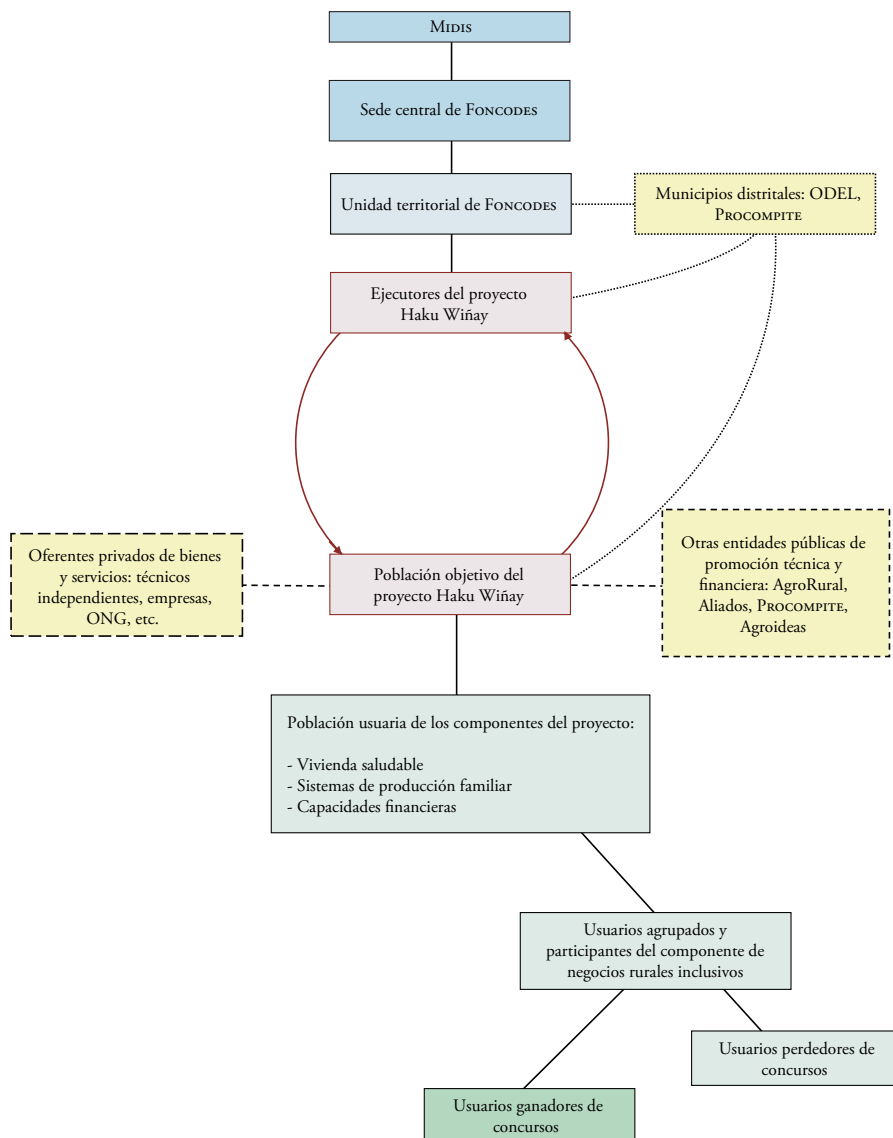 MIDIS
Sede central de FONCODES
Unidad territorial de FONCODES
Municipios distritales: ODEL,
PROCOMPITE
Ejecutores del proyecto
Haku Wiñay
Oferentes privados de bienes
y servicios: técnicos
independientes, empresas,
ONG, etc.
Población objetivo del
proyecto Haku Wiñay
Otras entidades públicas de
promoción técnica y
financiera: AgroRural,
Aliados, PROCOMPITE,
Agroideas
Población usuaria de los componentes del proyecto:
- Vivienda saludable
- Sistemas de producción familiar
- Capacidades financieras
Usuarios agrupados y
participantes del componente de
negocios rurales inclusivos
Usuarios perdedores de
concursos
Usuarios ganadores de
concursos